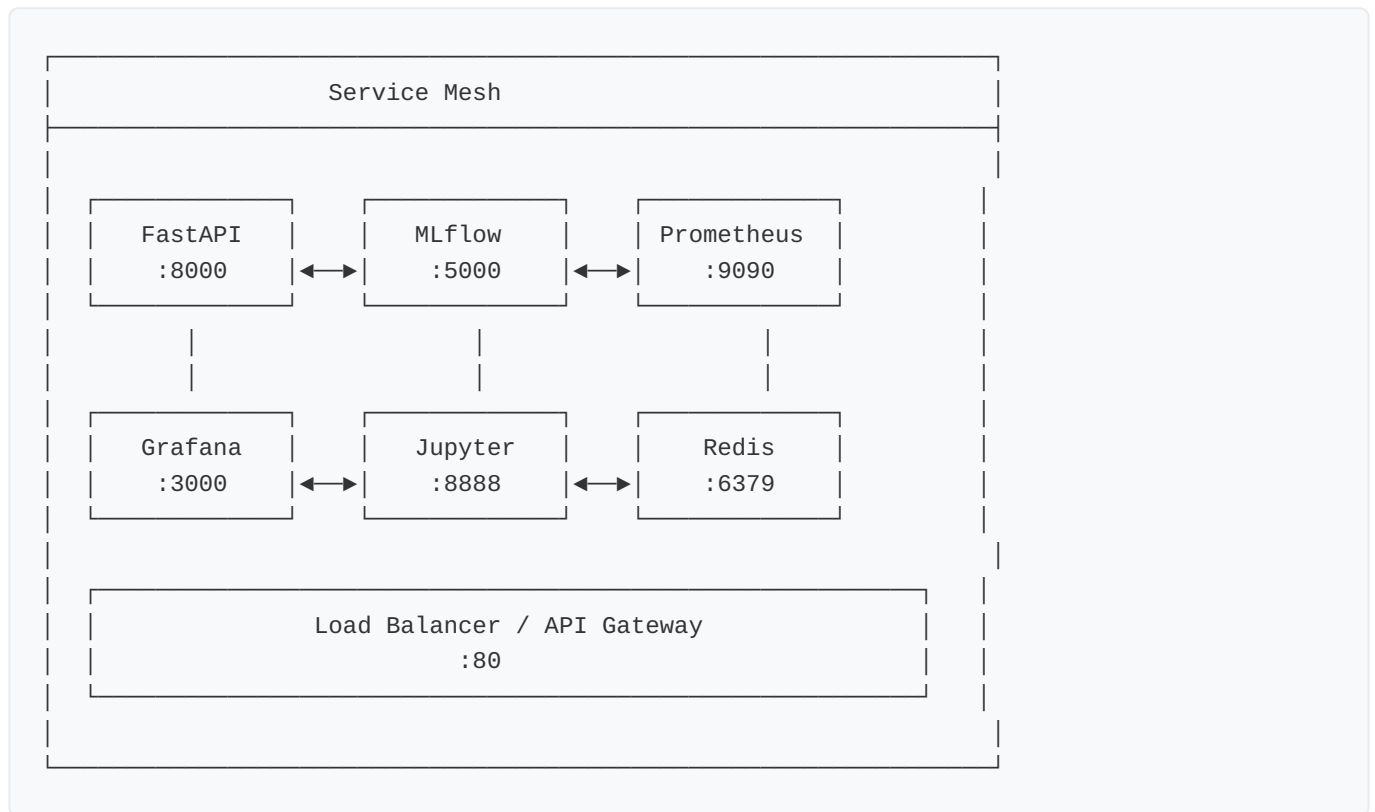 Service Mesh
FastAPI MLflow Prometheus
:8000 :5000 :9090
Grafana Jupyter Redis
:3000 :8888 :6379
Load Balancer / API Gateway
:80